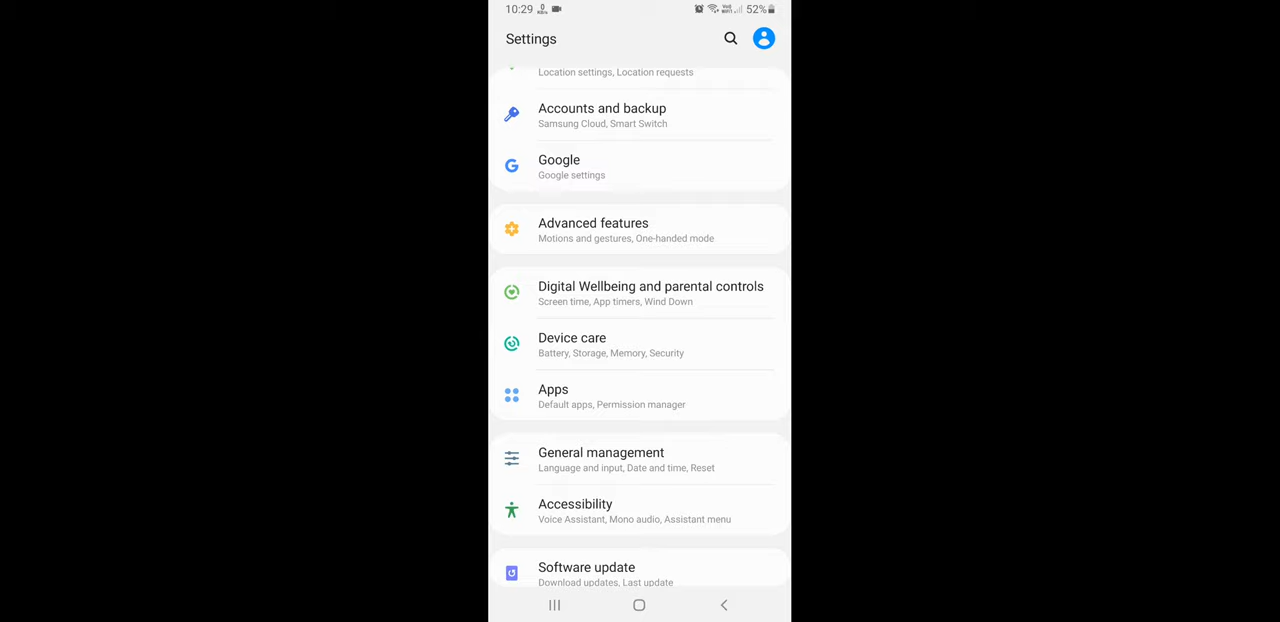 10:29 52%
Settings
Location settings, Location requests
Accounts and backup
Samsung Cloud, Smart Switch
Google
Google settings
Advanced features
Motions and gestures, One-handed mode
Digital Wellbeing and parental controls
Screen time, App timers, Wind Down
Device care
Battery, Storage, Memory, Security
Apps
Default apps, Permission manager
General management
Language and input, Date and time, Reset
Accessibility
Voice Assistant, Mono audio, Assistant menu
Software update
Download updates, Last update